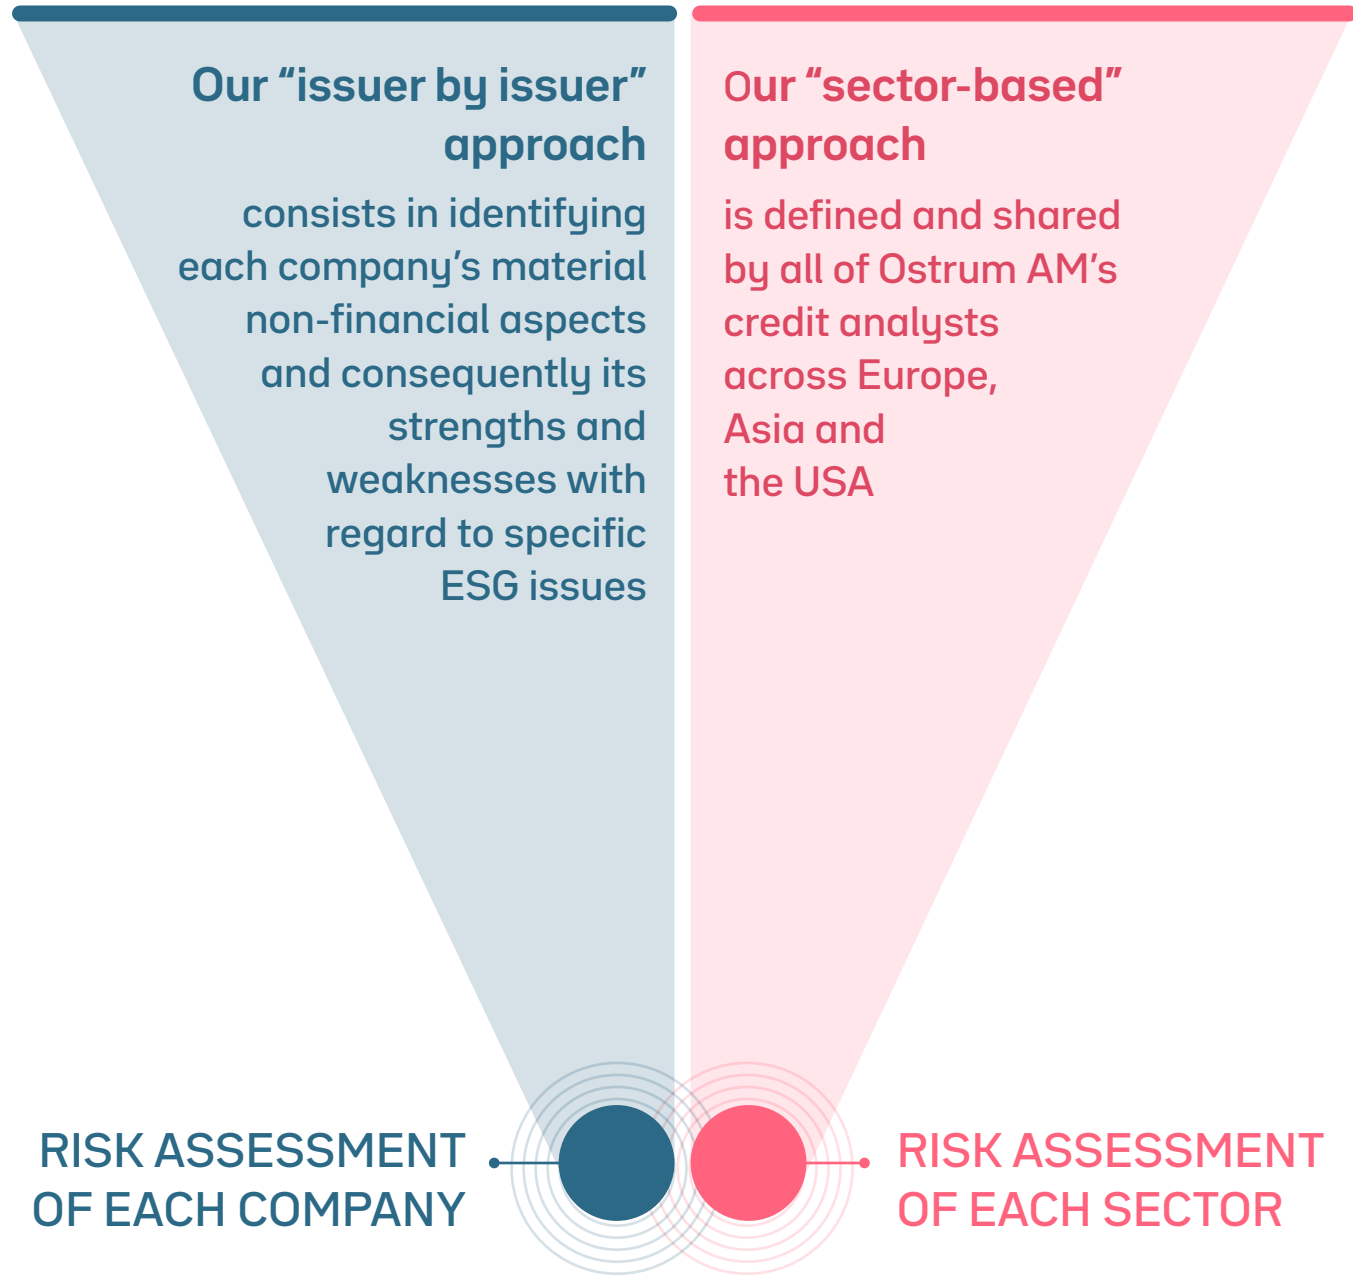 Our “issuer by issuer”
approach
consists in identifying
each company’s material
non-financial aspects
and consequently its
strengths and
weaknesses with
regard to specific
ESG issues
Our “sector-based”
approach
is defined and shared
by all of Ostrum AM’s
credit analysts
across Europe,
Asia and
the USA
RISK ASSESSMENT
OF EACH COMPANY
RISK ASSESSMENT
OF EACH SECTOR